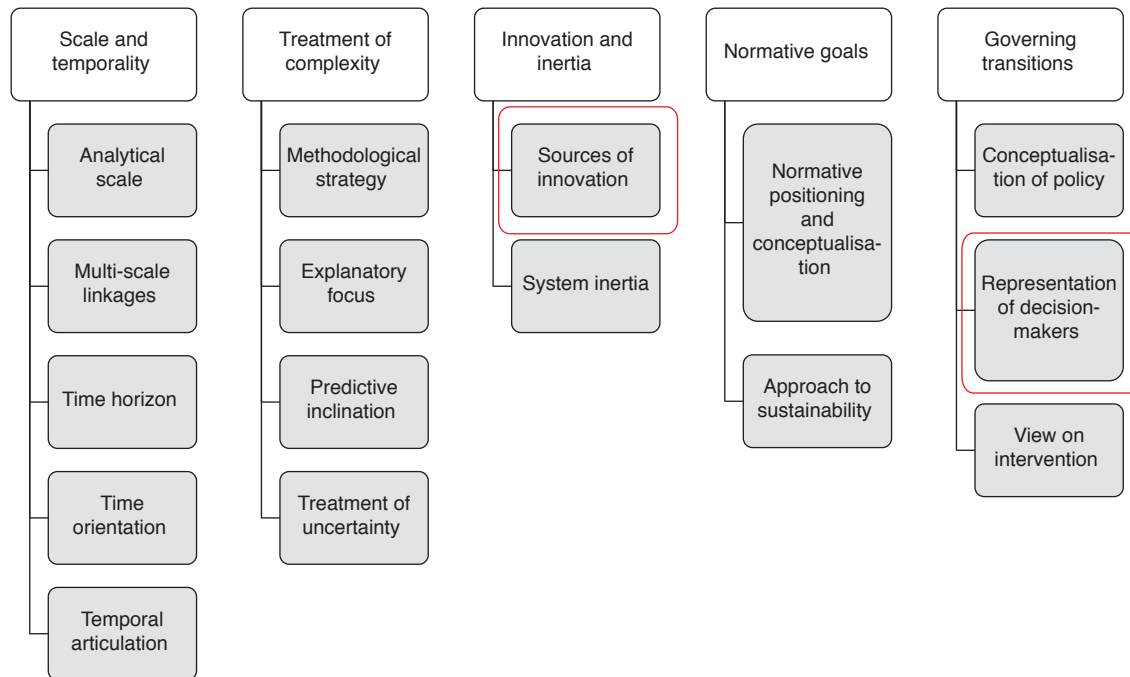 Scale and
temporality
Analytical
scale
Multi-scale
linkages
Time horizon
Time
orientation
Temporal
articulation
Treatment of
complexity
Methodological
strategy
Explanatory
focus
Predictive
inclination
Treatment of
uncertainty
Innovation and
inertia
Sources of
innovation
System inertia
Normative goals
Normative
positioning
and
conceptualisa-
tion
Approach to
sustainability
Governing
transitions
Conceptualisa-
tion of policy
Representation
of decision-
makers
View on
intervention